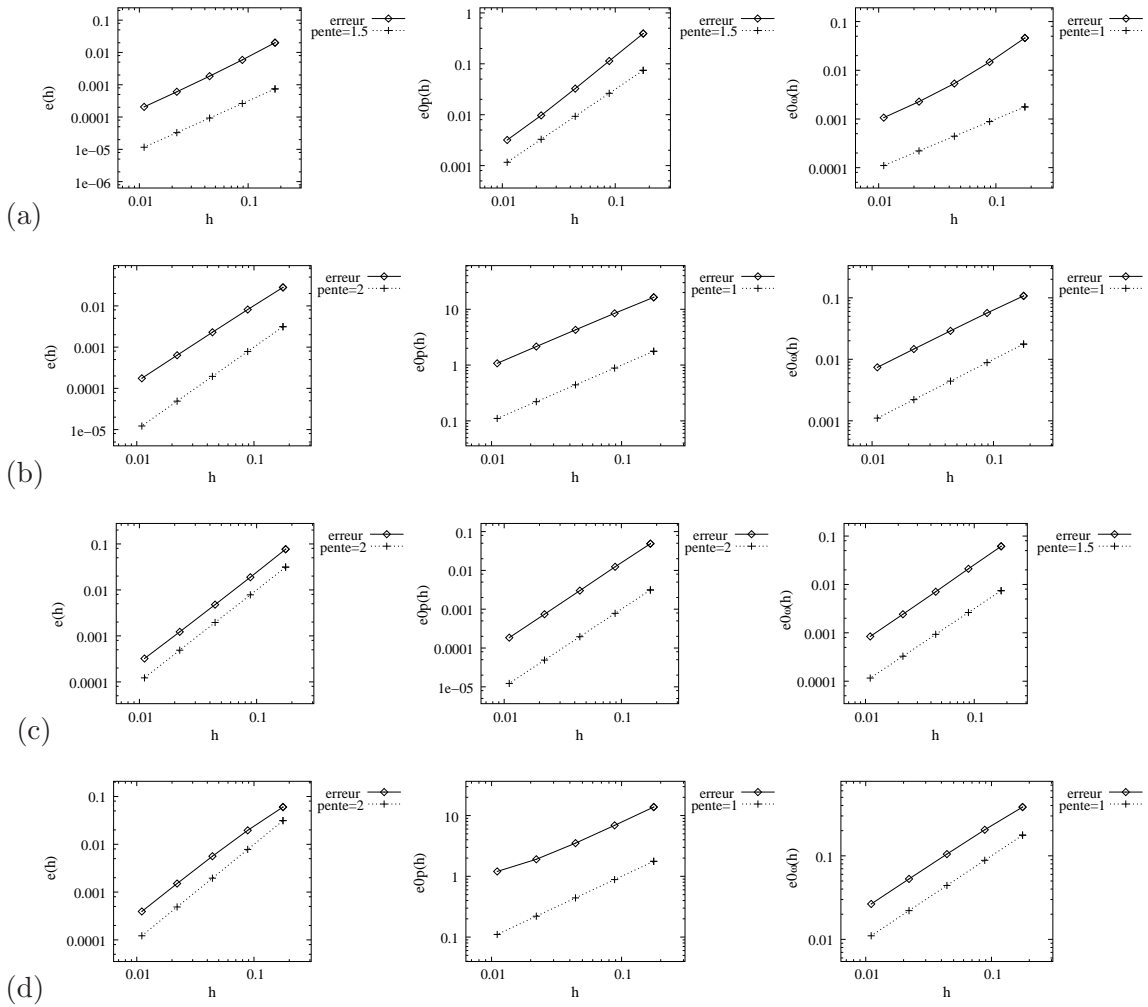 erreur
pente=1.5
0.1
0.01
0.001
0.0001
1e-05
1e-06
e(h)
0.01
0.1
h
erreur
pente=1.5
1
0.1
0.01
0.001
e0p(h)
0.01
0.1
h
erreur
pente=1
0.1
0.01
0.001
0.0001
e0ω(h)
0.01
0.1
h
(a)
erreur
pente=2
0.01
0.001
0.0001
1e-05
e(h)
0.01
0.1
h
erreur
pente=1
10
1
0.1
e0p(h)
0.01
0.1
h
erreur
pente=1
0.1
0.01
0.001
e0ω(h)
0.01
0.1
h
(b)
erreur
pente=2
0.1
0.01
0.001
0.0001
e(h)
0.01
0.1
h
erreur
pente=2
0.1
0.01
0.001
0.0001
1e-05
e0p(h)
0.01
0.1
h
erreur
pente=1.5
0.1
0.01
0.001
0.0001
e0ω(h)
0.01
0.1
h
(c)
erreur
pente=2
0.1
0.01
0.001
0.0001
e(h)
0.01
0.1
h
erreur
pente=1
10
1
0.1
e0p(h)
0.01
0.1
h
erreur
pente=1
0.1
0.01
e0ω(h)
0.01
0.1
h
(d)